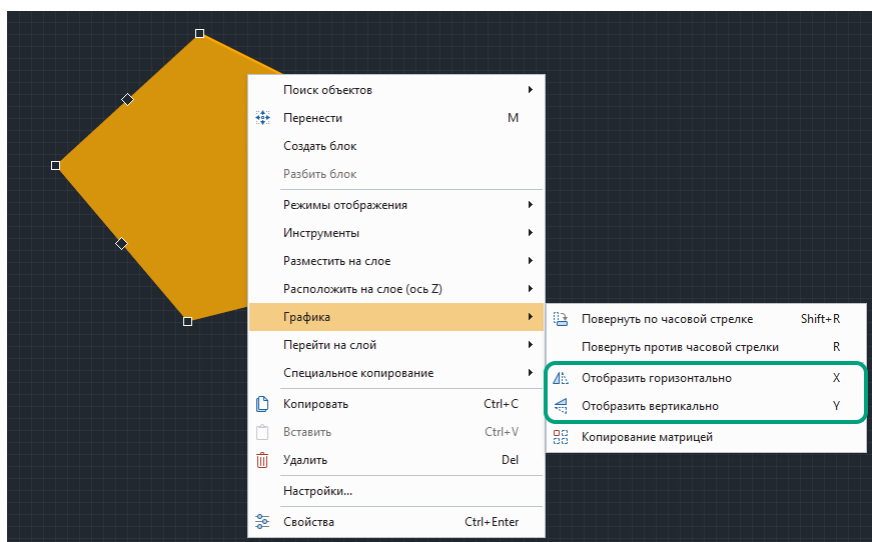 Поиск объектов
Перенести M
Создать блок
Разбить блок
Режимы отображения
Инструменты
Разместить на слое
Расположить на слое (ось Z)
Графика
Перейти на слой
Специальное копирование
Копировать Ctrl+C
Вставить Ctrl+V
Удалить Del
Настройки...
Свойства Ctrl+Enter
Повернуть по часовой стрелке Shift+R
Повернуть против часовой стрелки R
Отобразить горизонтально X
Отобразить вертикально Y
Копирование матрицей